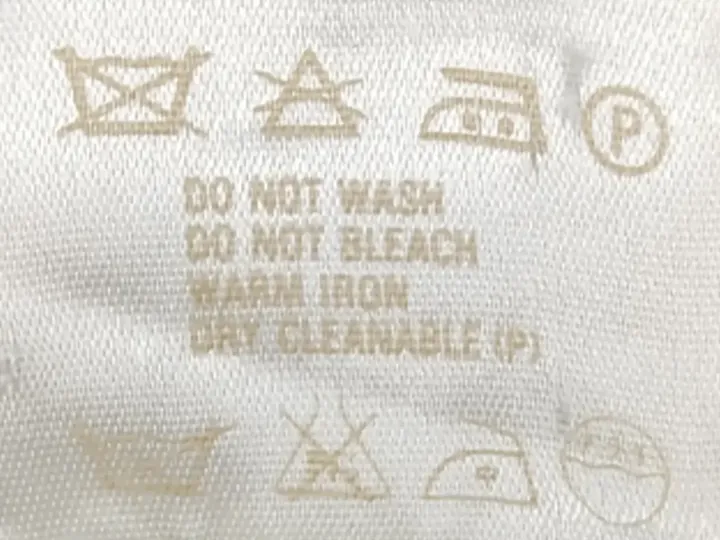 P
DO NOT WASH
DO NOT BLEACH
WARM IRON
DRY CLEANABLE (P)